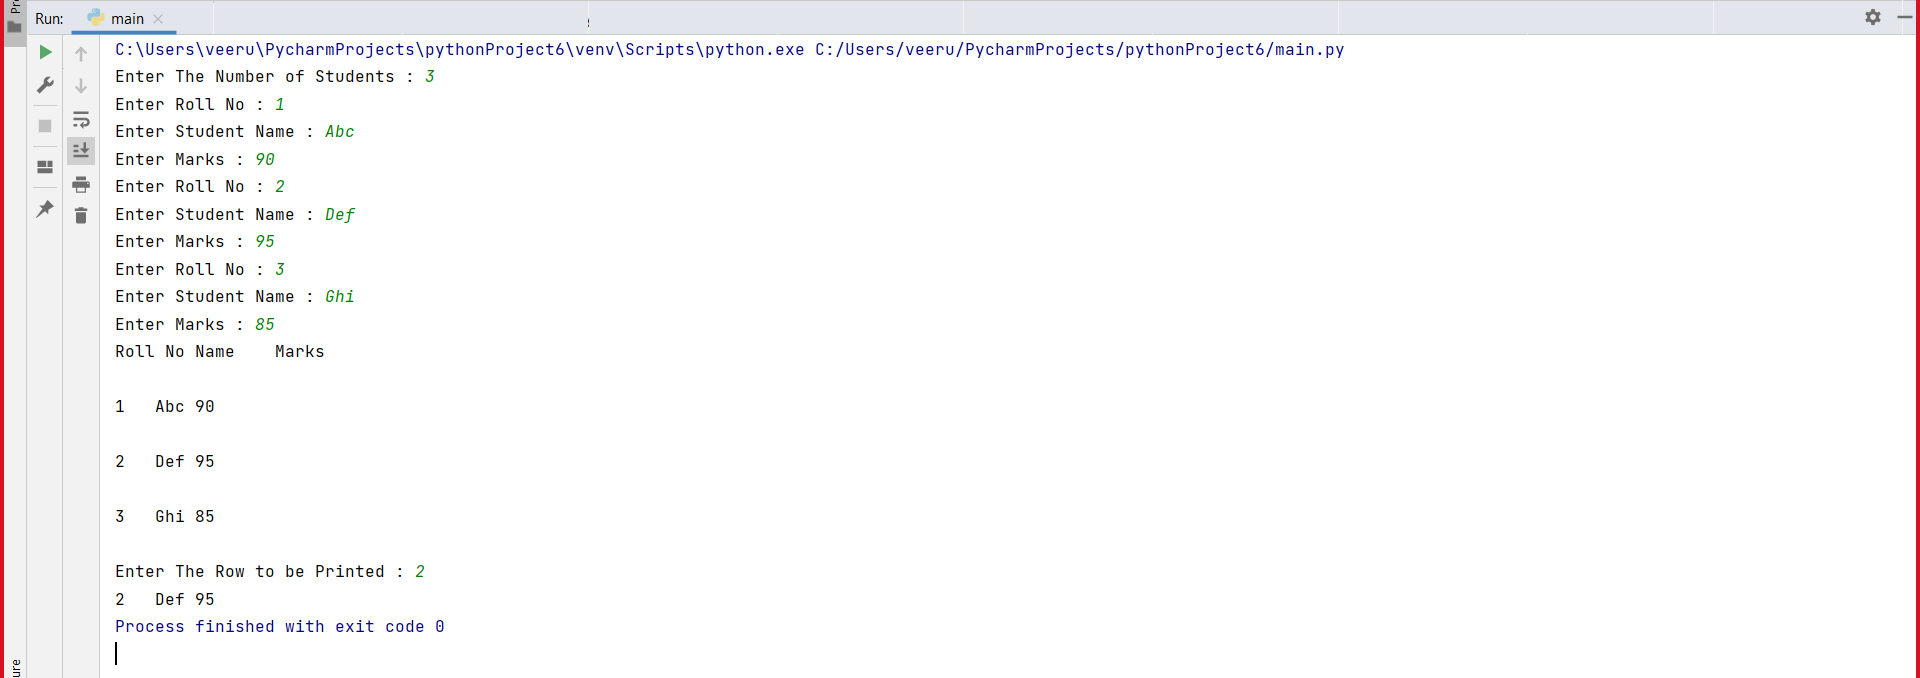 Pr
Run: main
C:\Users\veeru\PycharmProjects\pythonProject6\venv\Scripts\python.exe C:/Users/veeru/PycharmProjects/pythonProject6/main.py
Enter The Number of Students : 3
Enter Roll No : 1
Enter Student Name : Abc
Enter Marks : 90
Enter Roll No : 2
Enter Student Name : Def
Enter Marks : 95
Enter Roll No : 3
Enter Student Name : Ghi
Enter Marks : 85
Roll No Name    Marks
1   Abc 90
2   Def 95
3   Ghi 85
Enter The Row to be Printed : 2
2   Def 95
Process finished with exit code 0
ure